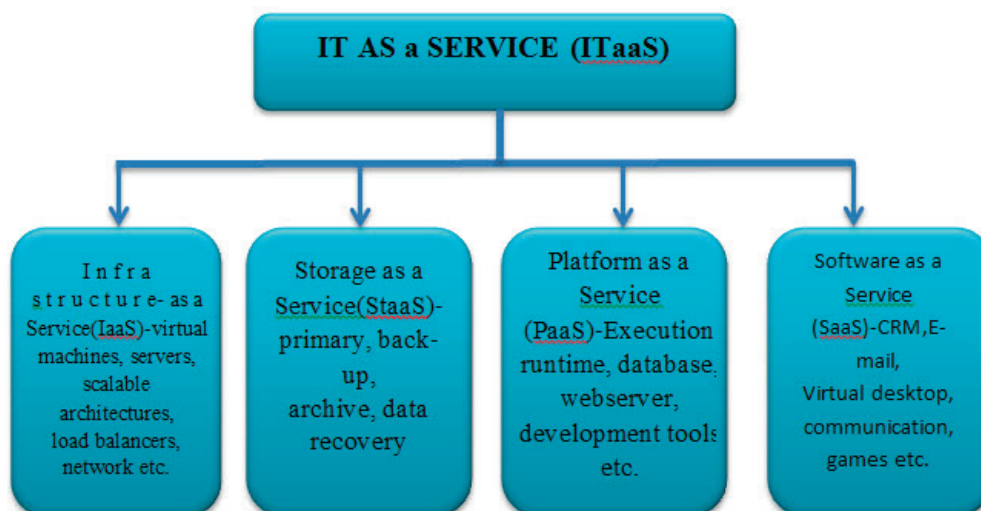 IT AS a SERVICE (ITaaS)
I n f r a
s t r u c t u r e- as a
Service(IaaS)-virtual
machines, servers,
scalable
architectures,
load balancers,
network etc.
Storage as a
Service(StaaS)-
primary, back-
up,
archive, data
recovery
Platform as a
Service
(PaaS)-Execution
runtime, database,
webserver,
development tools
etc.
Software as a
Service
(SaaS)-CRM,E-
mail,
Virtual desktop,
communication,
games etc.